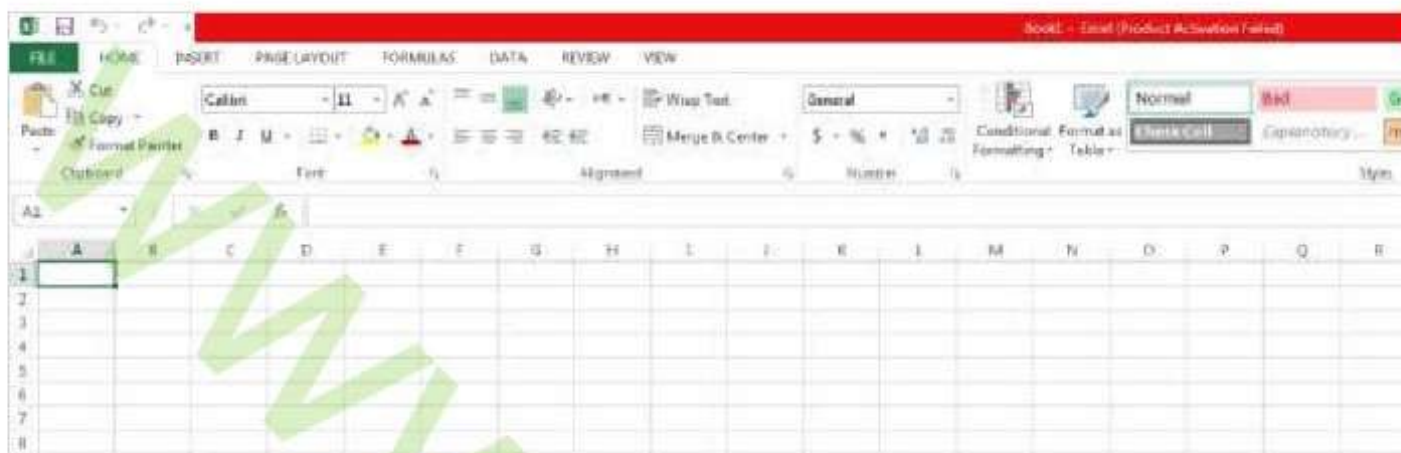 Book1 - Excel (Product Activation Failed)
FILE HOME INSERT PAGE LAYOUT FORMULAS DATA REVIEW VIEW
Cut
Copy
Format Painter
Paste
Calibri 11
B I U
Wrap Text
Merge & Center
General
$ %
Conditional Formatting
Format as Table
Normal Bad
Check Cell Explanatory...
Clipboard Font Alignment Number Styles
A1 fx
A B C D E F G H I J K L M N O P Q R
1
2
3
4
5
6
7
8